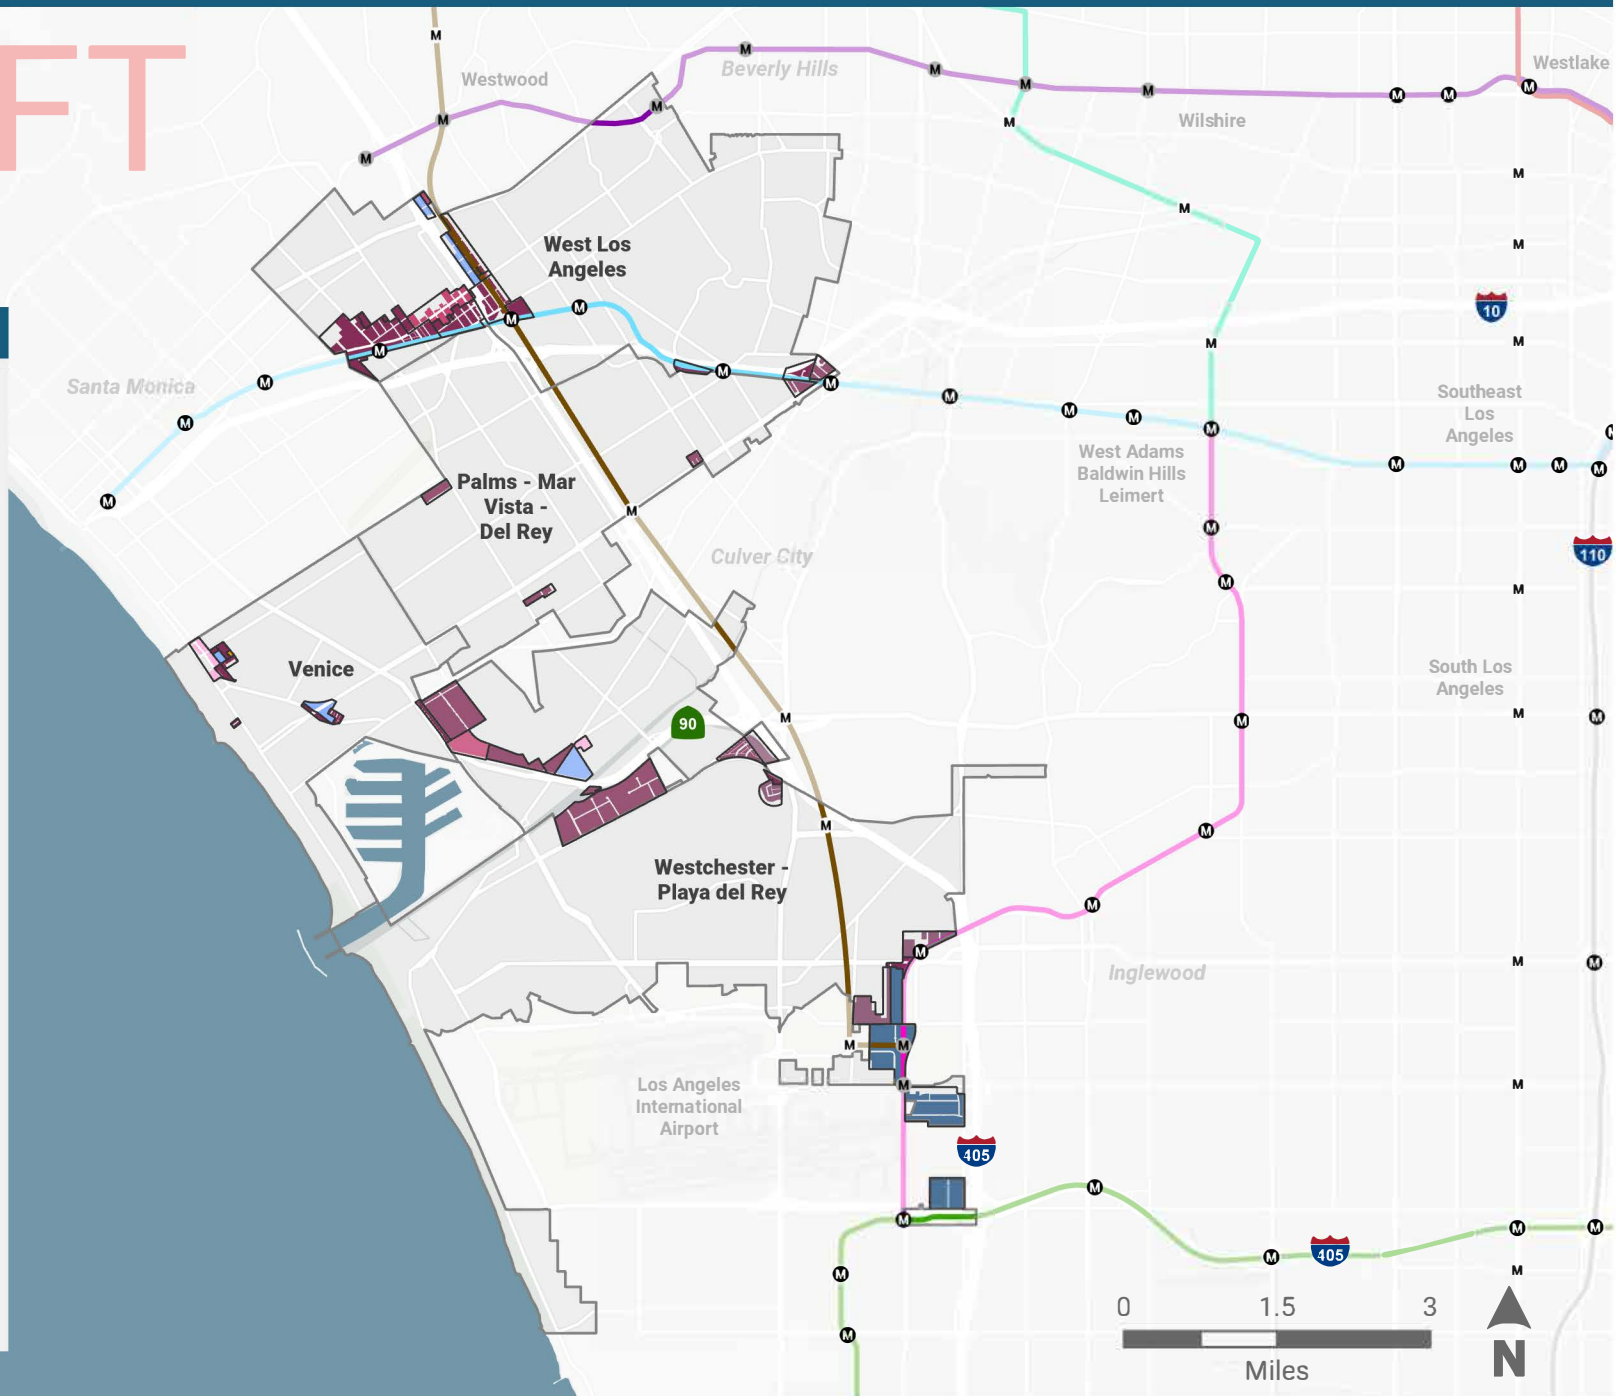 FT
Westwood
Beverly Hills
Westlake
Wilshire
West Los
Angeles
10
Santa Monica
Southeast
Los
Angeles
West Adams
Baldwin Hills
Leimert
Palms - Mar
Vista -
Del Rey
Culver City
110
Venice
South Los
Angeles
90
Westchester -
Playa del Rey
Inglewood
Los Angeles
International
Airport
405
405
0 1.5 3
Miles
N